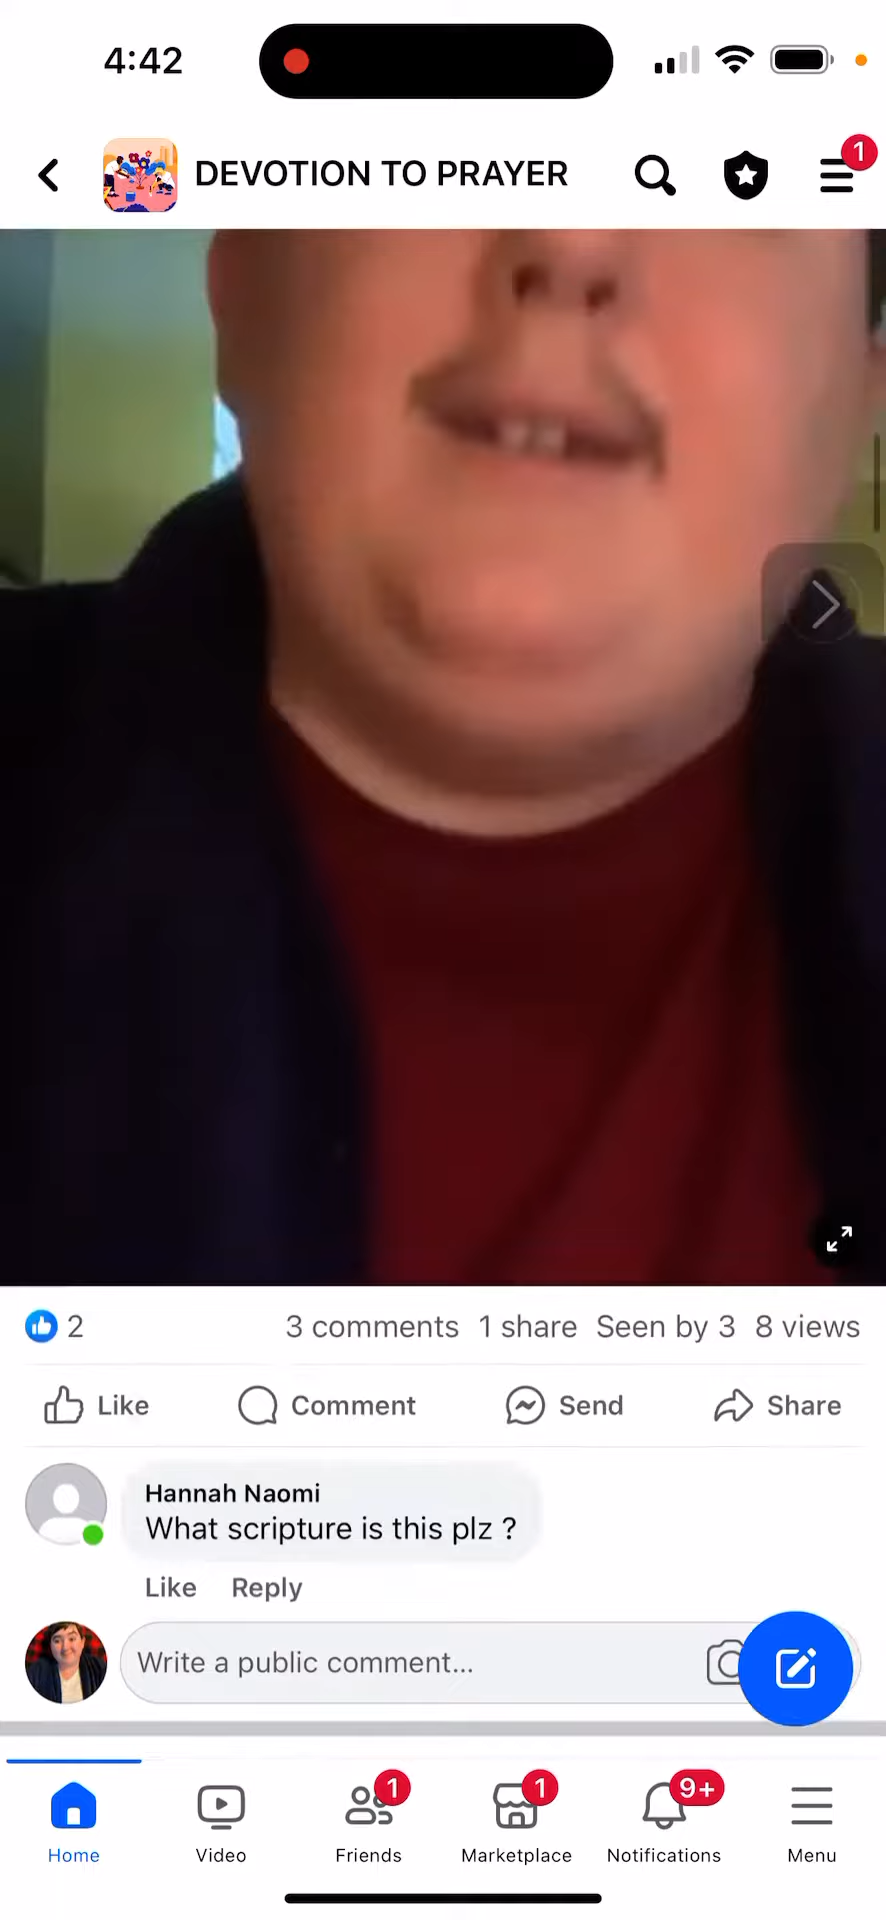 4:42
DEVOTION TO PRAYER
1
2
3 comments 1 share Seen by 3 8 views
Like Comment Send Share
Hannah Naomi
What scripture is this plz ?
Like Reply
Write a public comment...
1 1 9+
Home Video Friends Marketplace Notifications Menu